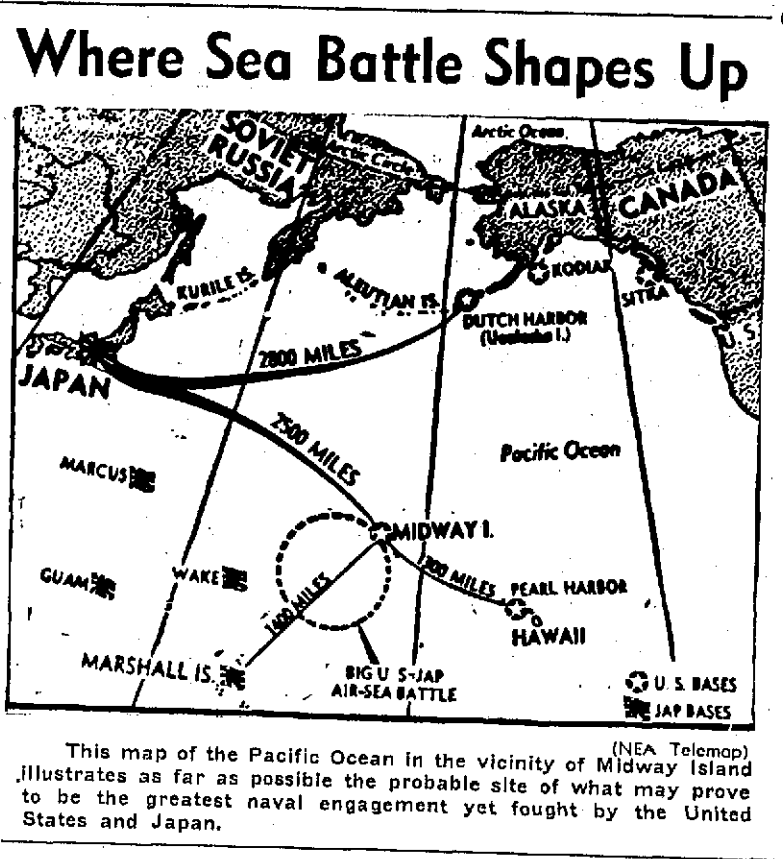 Where Sea Battle Shapes Up
SOVIET
RUSSIA
Arctic Circle
Arctic Ocean
ALASKA
CANADA
KURILE IS.
ALEUTIAN IS.
KODIAK
SITKA
DUTCH HARBOR
(Unalaska I.)
U. S.
JAPAN
2800 MILES
2500 MILES
Pacific Ocean
MARCUS
MIDWAY I.
GUAM
WAKE
1300 MILES
PEARL HARBOR
HAWAII
1400 MILES
MARSHALL IS.
BIG U S-JAP
AIR-SEA BATTLE
U. S. BASES
JAP BASES
(NEA Telemap)
This map of the Pacific Ocean in the vicinity of Midway Island
illustrates as far as possible the probable site of what may prove
to be the greatest naval engagement yet fought by the United
States and Japan.